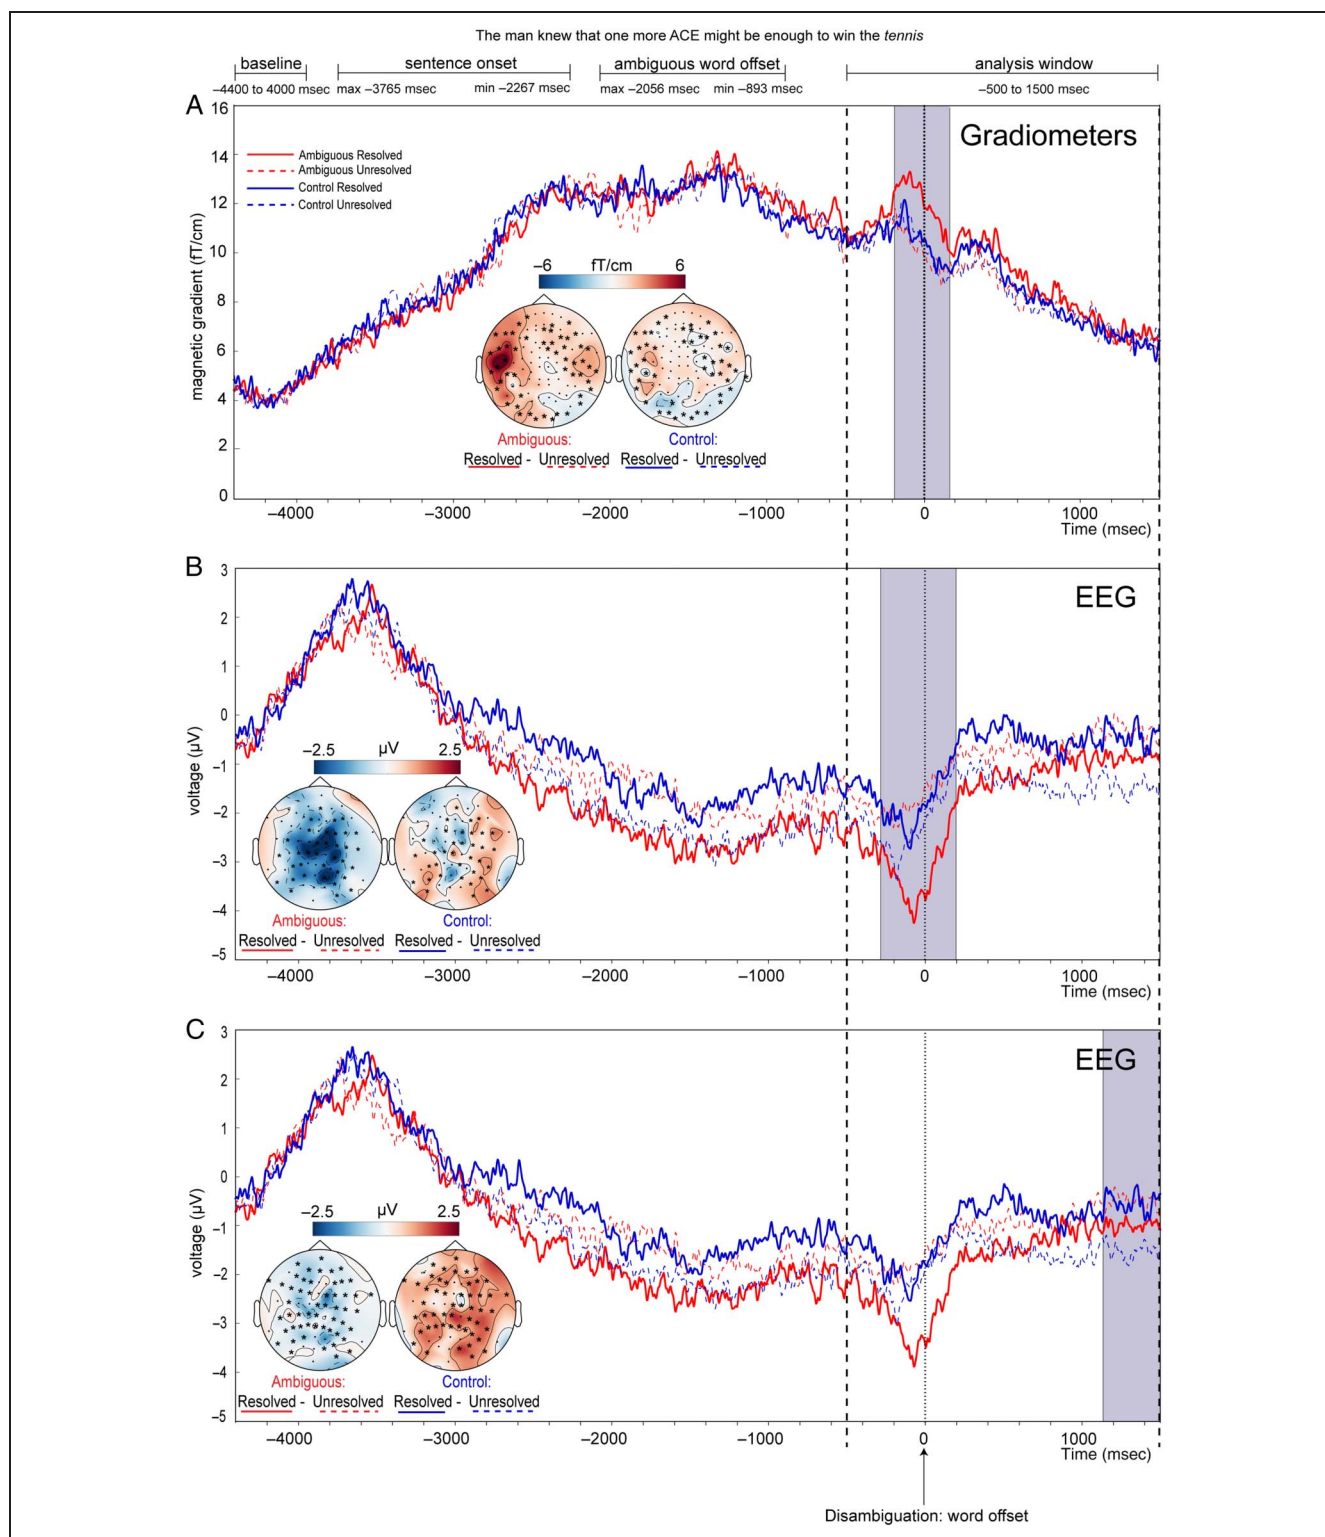 The man knew that one more ACE might be enough to win the tennis
baseline sentence onset ambiguous word offset analysis window
–4400 to 4000 msec max –3765 msec min –2267 msec max –2056 msec min –893 msec –500 to 1500 msec
A
Gradiometers
Ambiguous Resolved
Ambiguous Unresolved
Control Resolved
Control Unresolved
magnetic gradient (fT/cm)
16
14
12
10
8
6
4
2
0
–6 fT/cm 6
Ambiguous: Control:
Resolved - Unresolved Resolved - Unresolved
–4000 –3000 –2000 –1000 0 1000
Time (msec)
B
EEG
voltage (µV)
3
2
1
0
–1
–2
–3
–4
–5
–2.5 µV 2.5
Ambiguous: Control:
Resolved - Unresolved Resolved - Unresolved
–4000 –3000 –2000 –1000 0 1000
Time (msec)
C
EEG
voltage (µV)
3
2
1
0
–1
–2
–3
–4
–5
–2.5 µV 2.5
Ambiguous: Control:
Resolved - Unresolved Resolved - Unresolved
–4000 –3000 –2000 –1000 0 1000
Time (msec)
Disambiguation: word offset